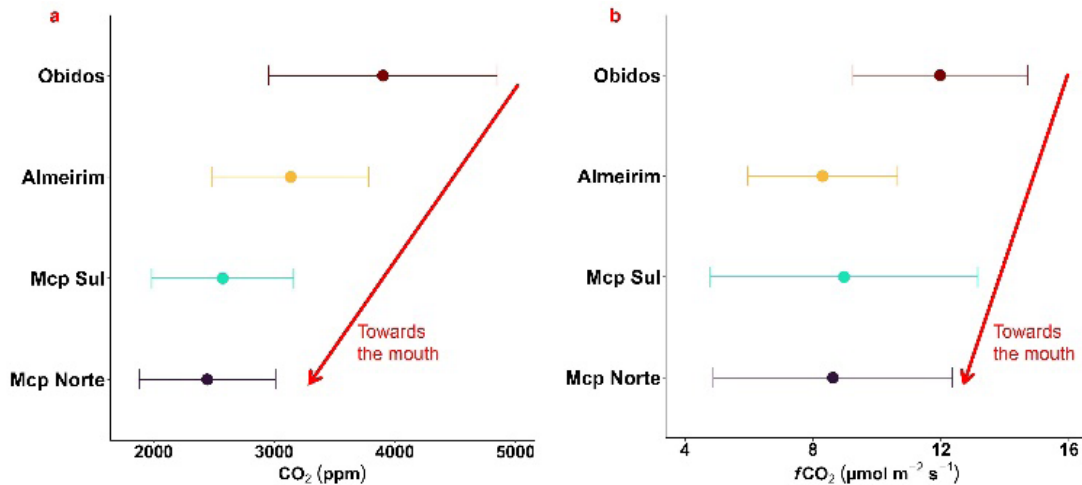 a
Obidos
Almeirim
Mcp Sul
Mcp Norte
Towards
the mouth
2000 3000 4000 5000
CO₂ (ppm)
b
Obidos
Almeirim
Mcp Sul
Mcp Norte
Towards
the mouth
4 8 12 16
fCO₂ (µmol m⁻² s⁻¹)